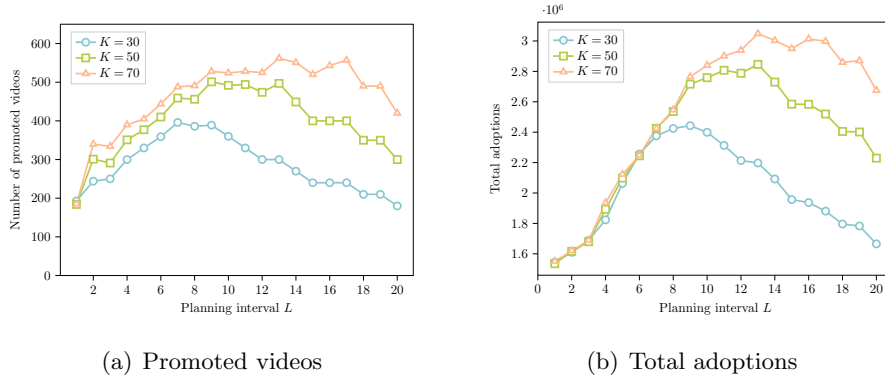 K = 30
K = 50
K = 70
600
500
400
300
200
100
0
Number of promoted videos
2 4 6 8 10 12 14 16 18 20
Planning interval L
(a) Promoted videos
·10⁶
K = 30
K = 50
K = 70
3
2.8
2.6
2.4
2.2
2
1.8
1.6
Total adoptions
0 2 4 6 8 10 12 14 16 18 20
Planning interval L
(b) Total adoptions